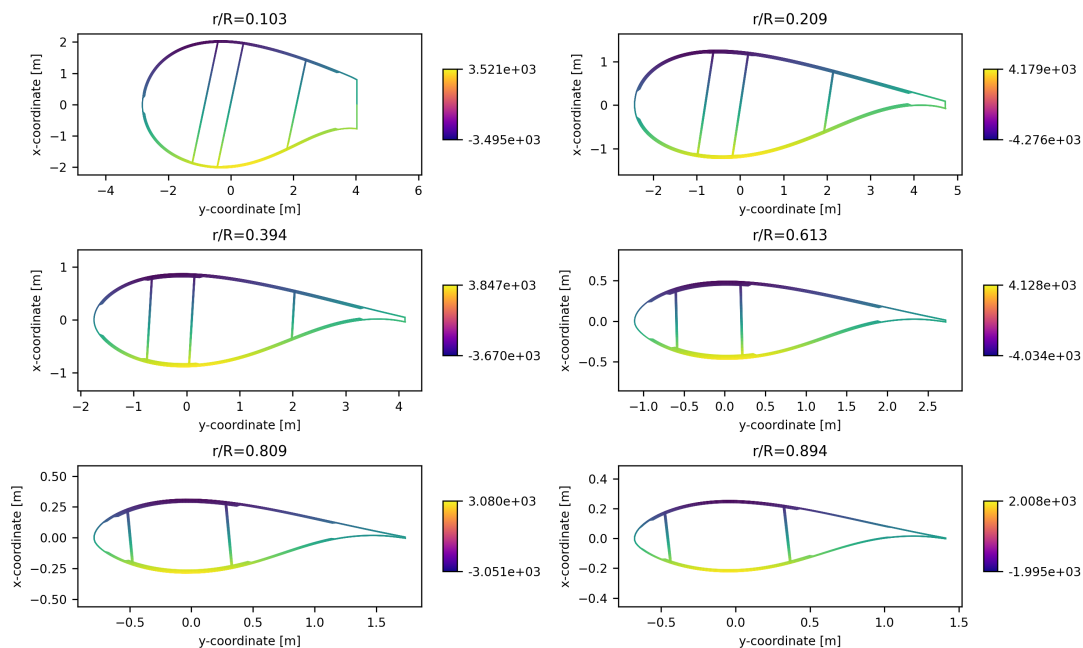 r/R=0.103
x-coordinate [m]
2
1
0
−1
−2
−4
−2
0
2
4
6
y-coordinate [m]
3.521e+03
-3.495e+03
r/R=0.209
x-coordinate [m]
1
0
−1
−2
−1
0
1
2
3
4
5
y-coordinate [m]
4.179e+03
-4.276e+03
r/R=0.394
x-coordinate [m]
1
0
−1
−2
−1
0
1
2
3
4
y-coordinate [m]
3.847e+03
-3.670e+03
r/R=0.613
x-coordinate [m]
0.5
0.0
−0.5
−1.0
−0.5
0.0
0.5
1.0
1.5
2.0
2.5
y-coordinate [m]
4.128e+03
-4.034e+03
r/R=0.809
x-coordinate [m]
0.50
0.25
0.00
−0.25
−0.50
−0.5
0.0
0.5
1.0
1.5
y-coordinate [m]
3.080e+03
-3.051e+03
r/R=0.894
x-coordinate [m]
0.4
0.2
0.0
−0.2
−0.4
−0.5
0.0
0.5
1.0
1.5
y-coordinate [m]
2.008e+03
-1.995e+03